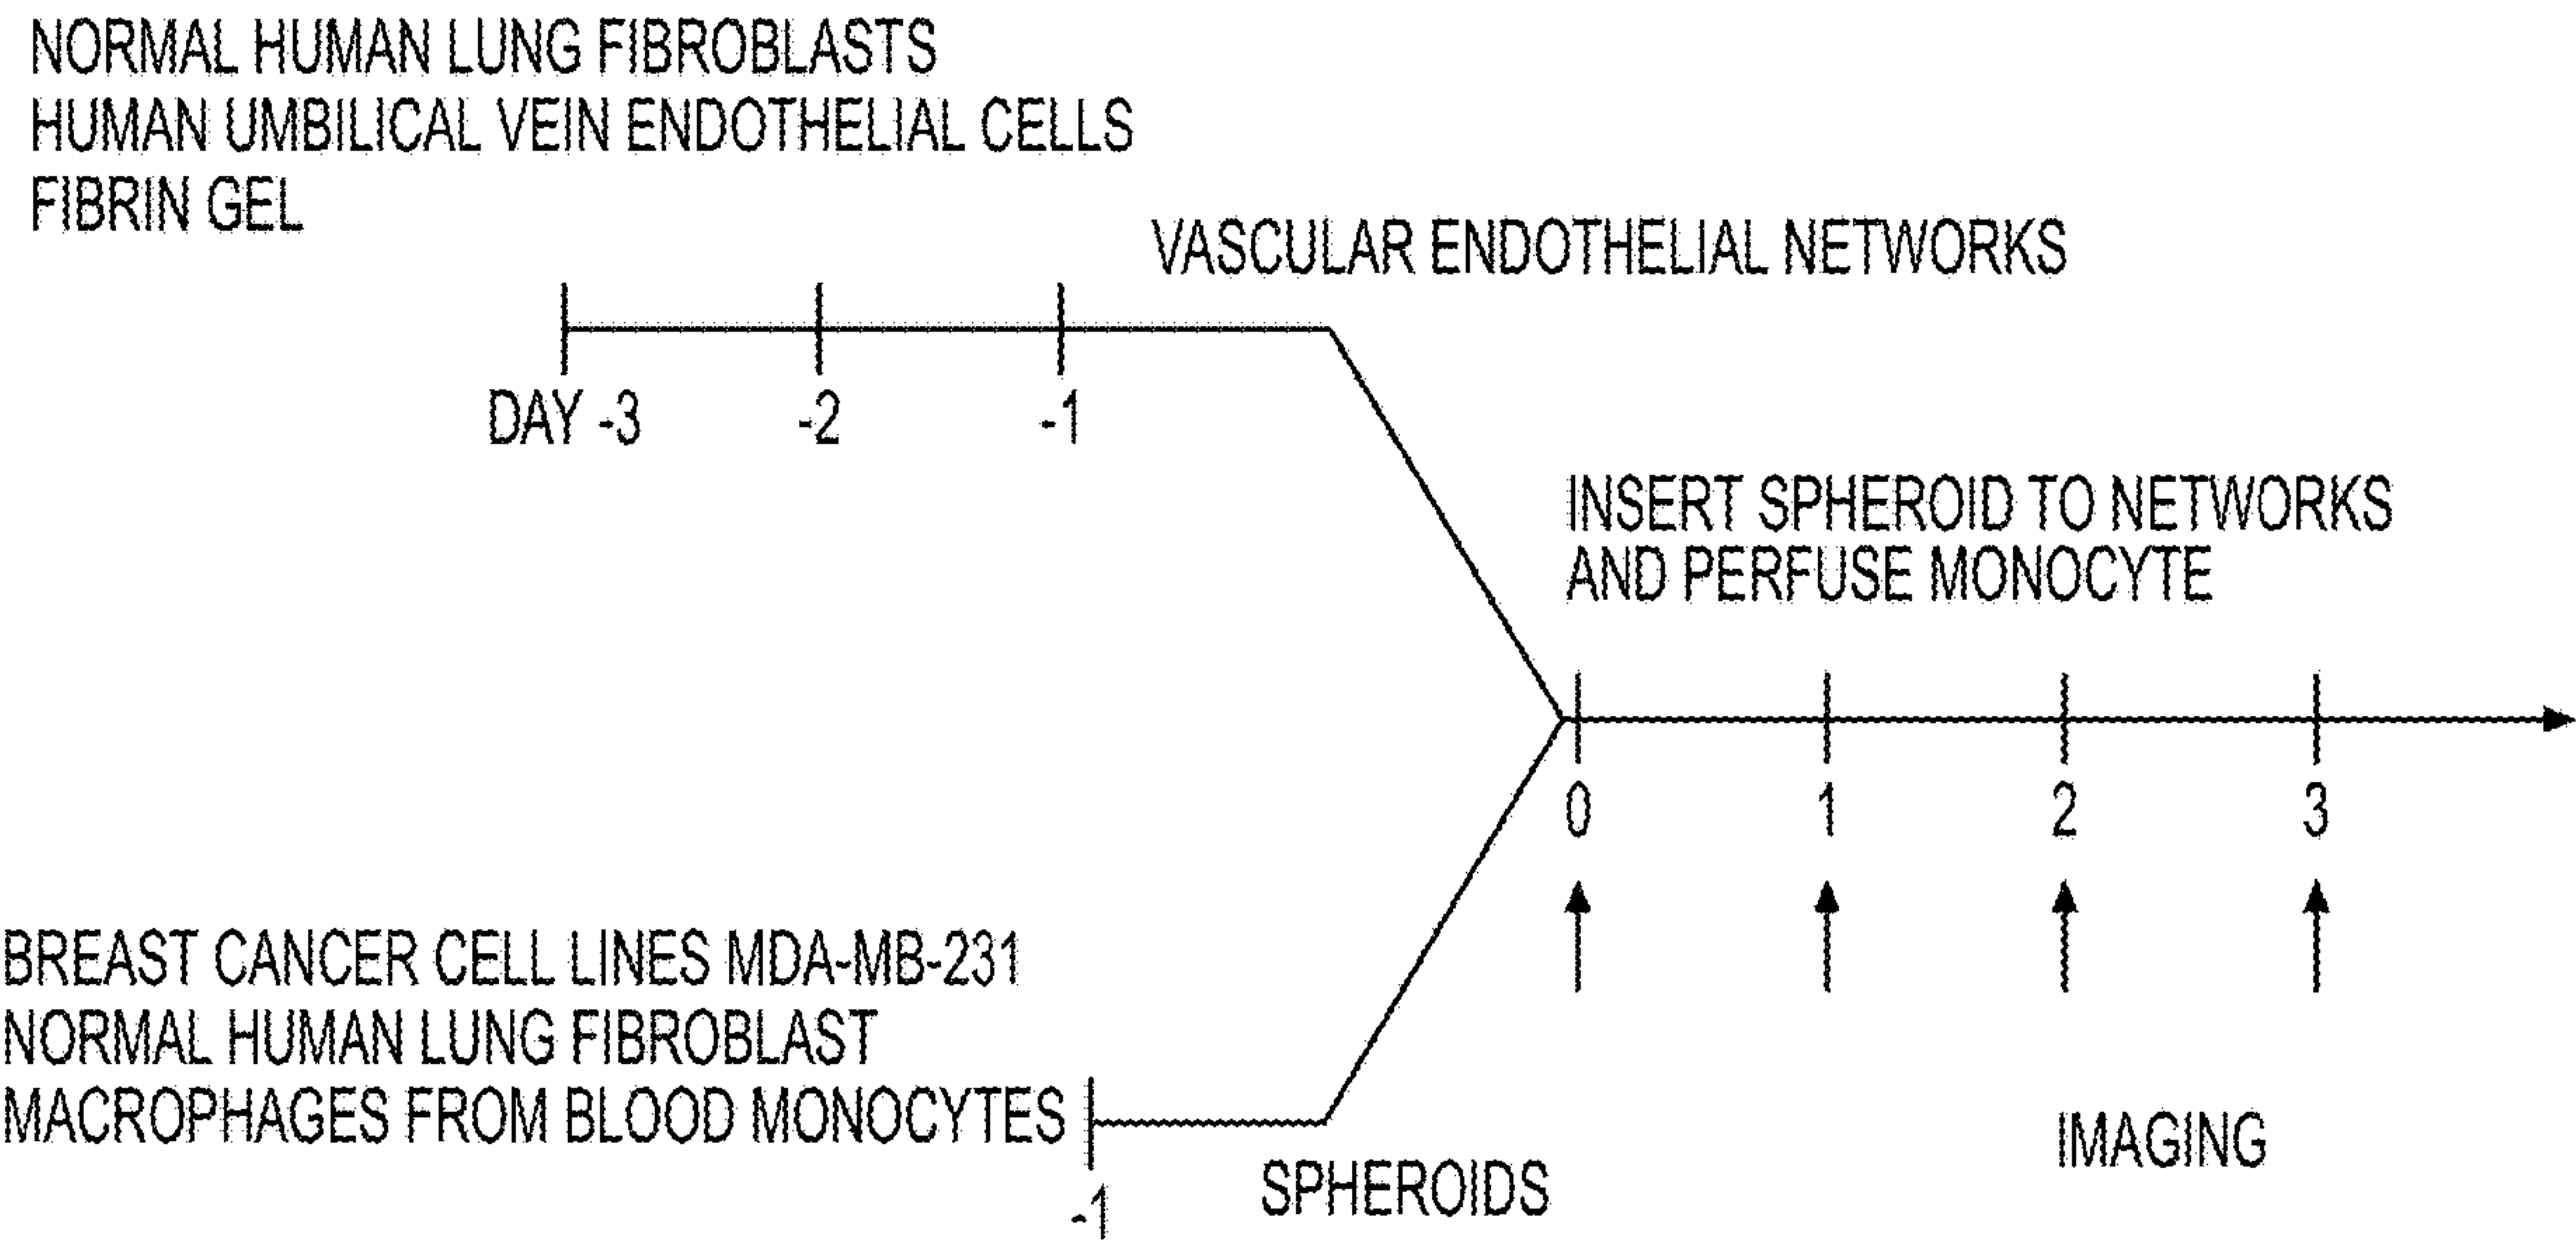 NORMAL HUMAN LUNG FIBROBLASTS
HUMAN UMBILICAL VEIN ENDOTHELIAL CELLS
FIBRIN GEL
VASCULAR ENDOTHELIAL NETWORKS
DAY -3 -2 -1
INSERT SPHEROID TO NETWORKS
AND PERFUSE MONOCYTE
0 1 2 3
BREAST CANCER CELL LINES MDA-MB-231
NORMAL HUMAN LUNG FIBROBLAST
MACROPHAGES FROM BLOOD MONOCYTES
-1
SPHEROIDS
IMAGING